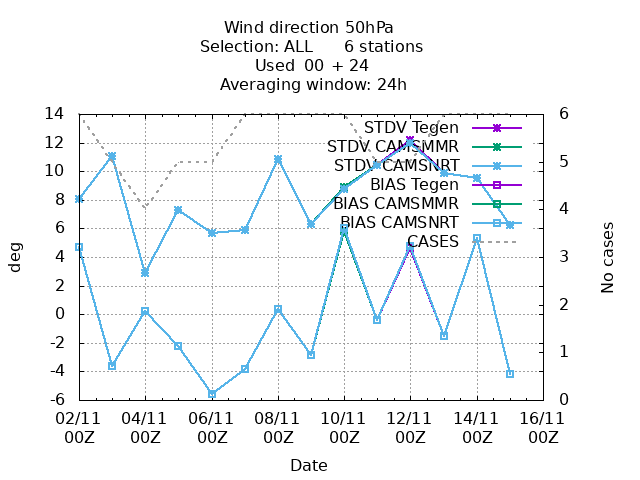 Wind direction 50hPa
Selection: ALL 6 stations
Used 00 + 24
Averaging window: 24h
14
12
10
8
6
4
2
0
-2
-4
-6
deg
6
5
4
3
2
1
0
No cases
STDV Tegen
STDV CAMSMMR
STDV CAMSNRT
BIAS Tegen
BIAS CAMSMMR
BIAS CAMSNRT
CASES
02/11 04/11 06/11 08/11 10/11 12/11 14/11 16/11
00Z 00Z 00Z 00Z 00Z 00Z 00Z 00Z
Date